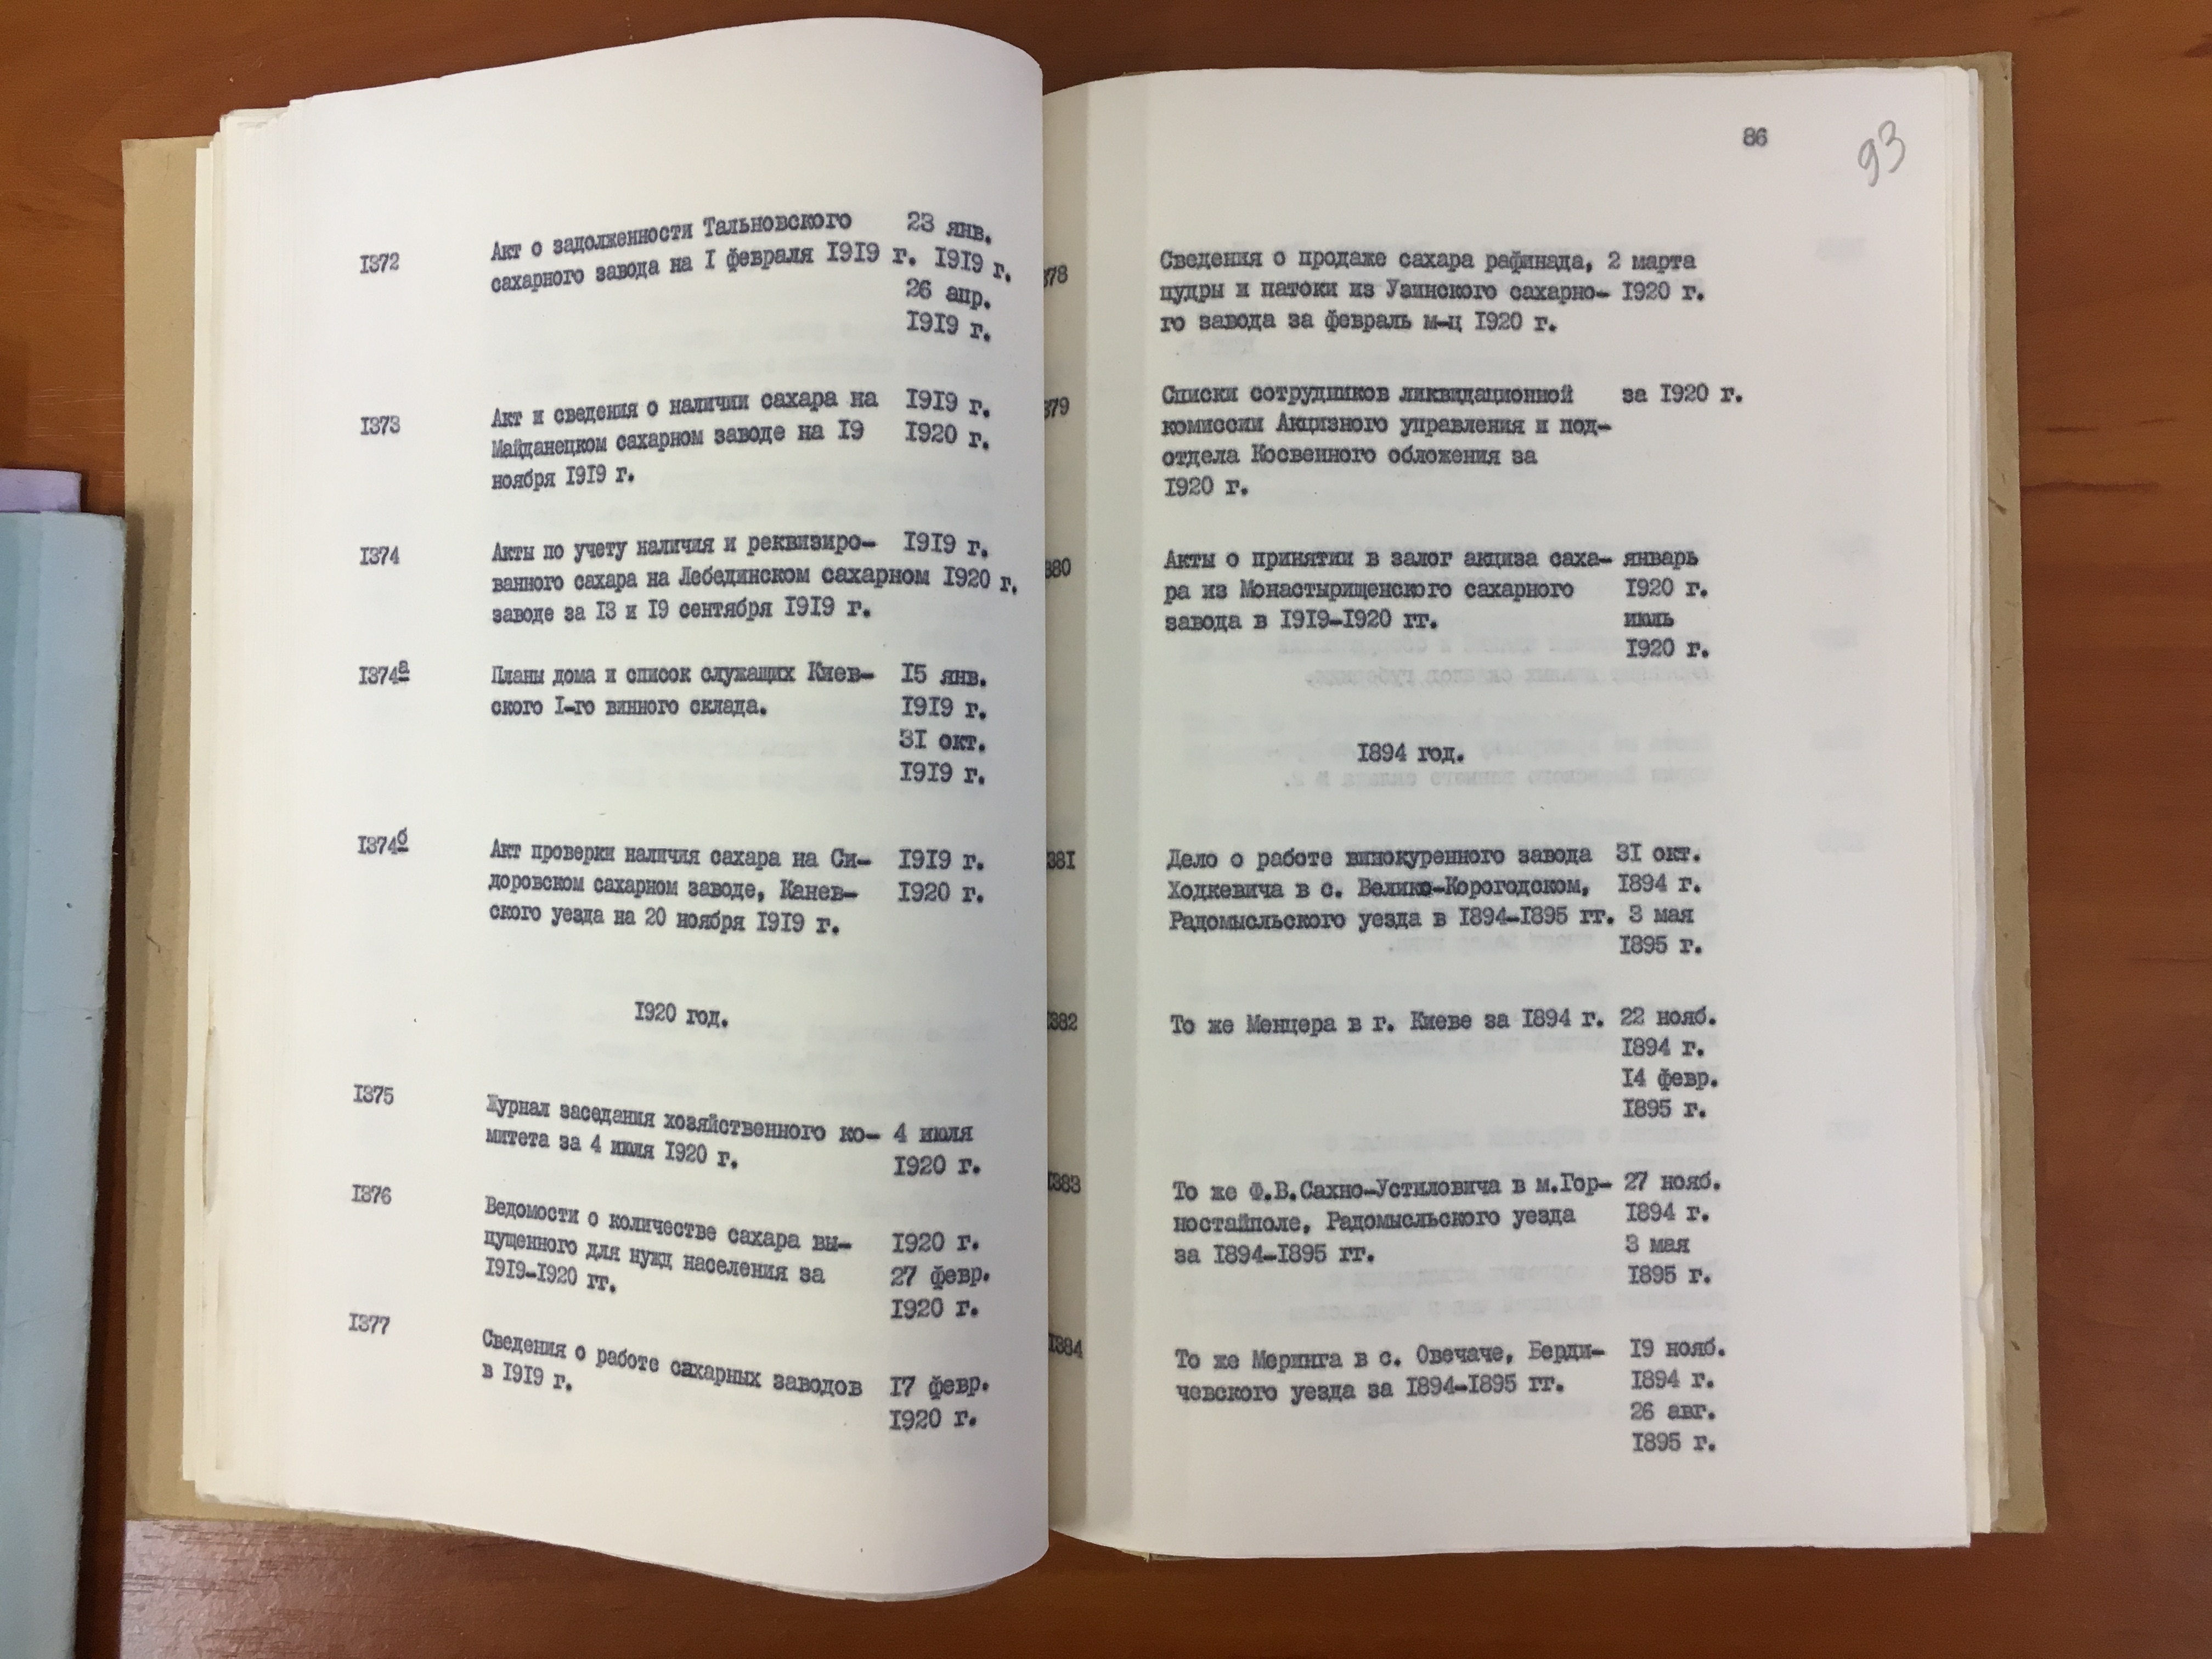 1372 Акт о задолженности Тальновского 23 янв.
сахарного завода на I февраля 1919 г. 1919 г.
26 апр.
1919 г.
1373 Акт и сведения о наличии сахара на 1919 г.
Майданецком сахарном заводе на 19 1920 г.
ноября 1919 г.
1374 Акты по учету наличия и реквизиро- 1919 г.
ванного сахара на Лебединском сахарном 1920 г.
заводе за 13 и 19 сентября 1919 г.
1374а Планы дома и список служащих Киев- 15 янв.
ского I-го винного склада. 1919 г.
31 окт.
1919 г.
1374б Акт проверки наличия сахара на Си- 1919 г.
доровском сахарном заводе, Канев- 1920 г.
ского уезда на 20 ноября 1919 г.
1920 год.
1375 Журнал заседания хозяйственного ко- 4 июля
митета за 4 июля 1920 г. 1920 г.
1376 Ведомости о количестве сахара вы- 1920 г.
пущенного для нужд населения за 27 февр.
1919-1920 гг. 1920 г.
1377 Сведения о работе сахарных заводов 17 февр.
в 1919 г. 1920 г.
86
93
378 Сведения о продаже сахара рафинада, 2 марта
пудры и патоки из Узинского сахарно- 1920 г.
го завода за февраль м-ц 1920 г.
379 Списки сотрудников ликвидационной за 1920 г.
комиссии Акцизного управления и под-
отдела Косвенного обложения за
1920 г.
380 Акты о принятии в залог акциза саха- январь
ра из Монастырищенского сахарного 1920 г.
завода в 1919-1920 гг. июль
1920 г.
1894 год.
381 Дело о работе винокуренного завода 31 окт.
Ходкевича в с. Велико-Корогодском, 1894 г.
Радомысльского уезда в 1894-1895 гг. 3 мая
1895 г.
1382 То же Менцера в г. Киеве за 1894 г. 22 нояб.
1894 г.
14 февр.
1895 г.
1383 То же Ф.В.Сахно-Устиловича в м.Гор- 27 нояб.
ностайполе, Радомысльского уезда 1894 г.
за 1894-1895 гг. 3 мая
1895 г.
1384 То же Меринга в с. Овечаче, Берди- 19 нояб.
чевского уезда за 1894-1895 гг. 1894 г.
26 авг.
1895 г.